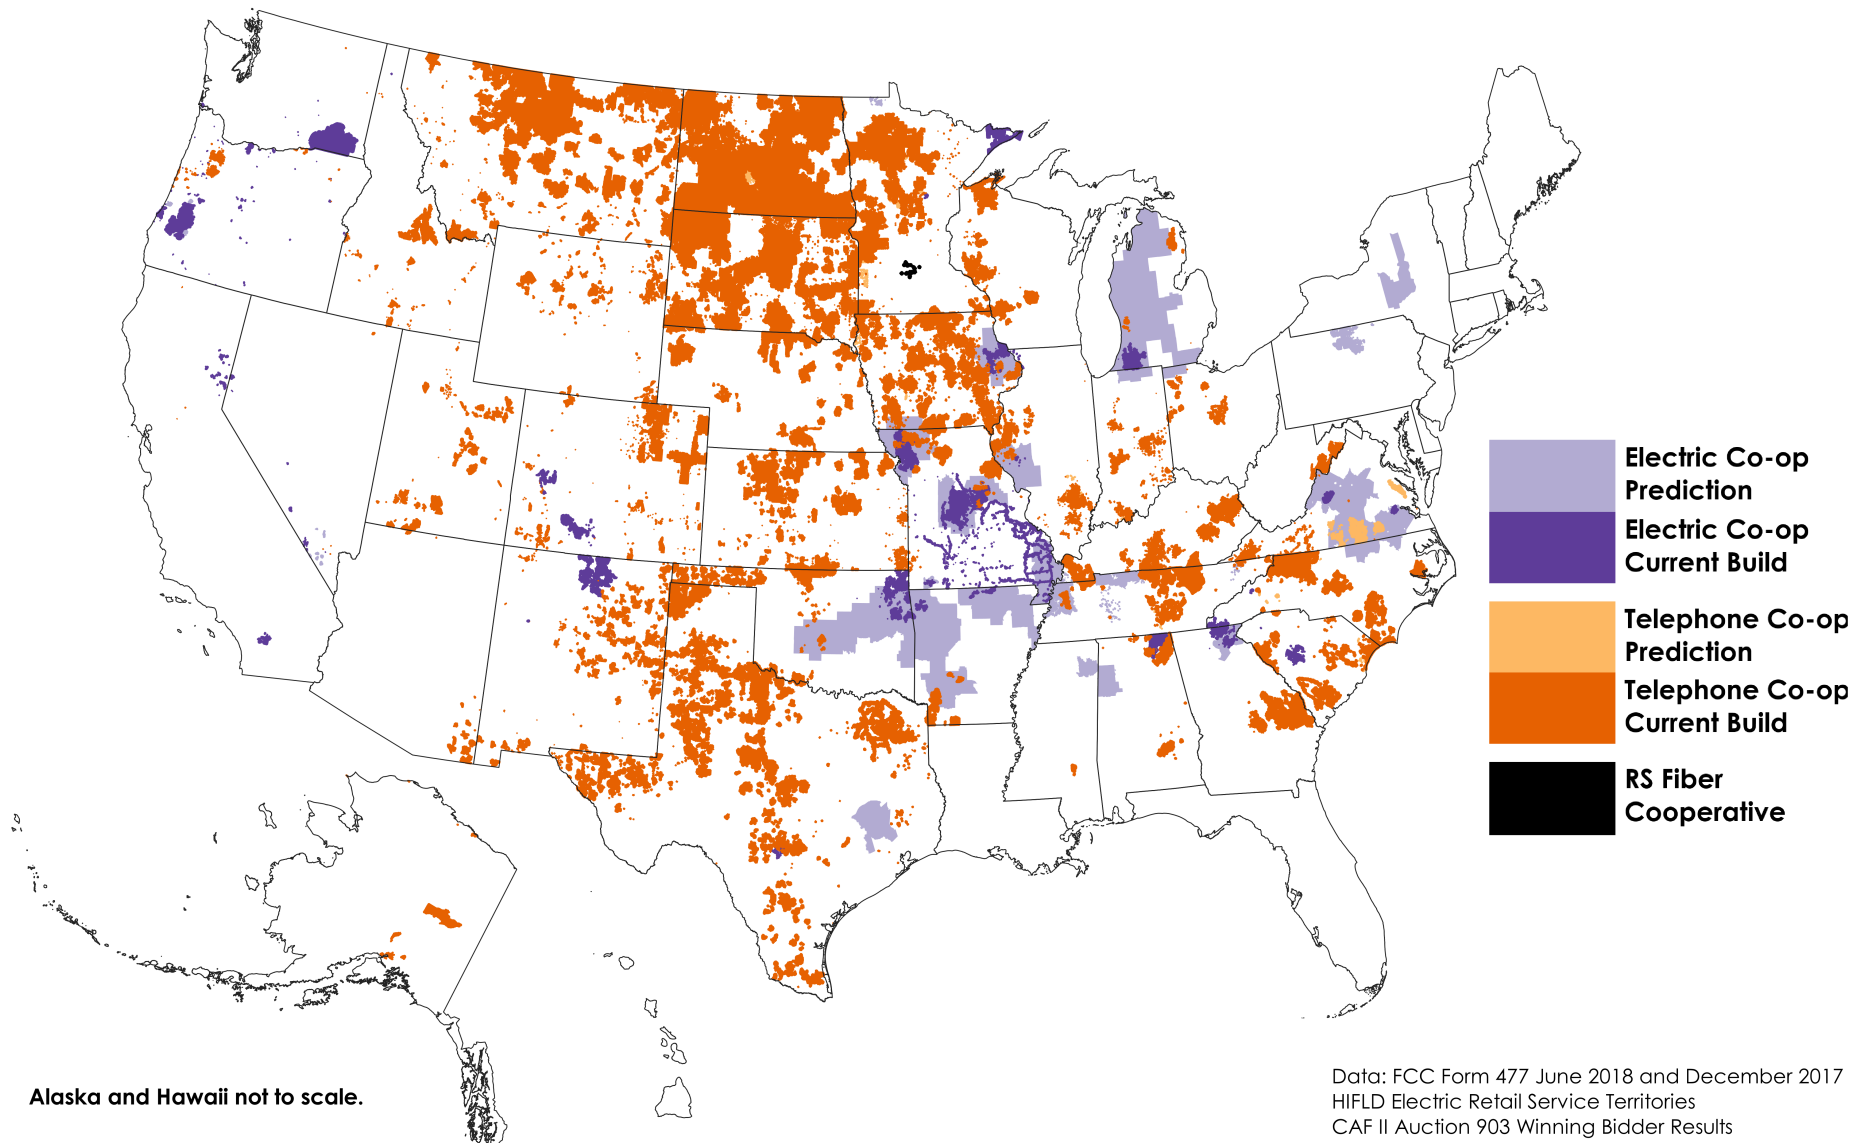 Electric Co-op
Prediction
Electric Co-op
Current Build
Telephone Co-op
Prediction
Telephone Co-op
Current Build
RS Fiber
Cooperative
Alaska and Hawaii not to scale.
Data: FCC Form 477 June 2018 and December 2017
HIFLD Electric Retail Service Territories
CAF II Auction 903 Winning Bidder Results